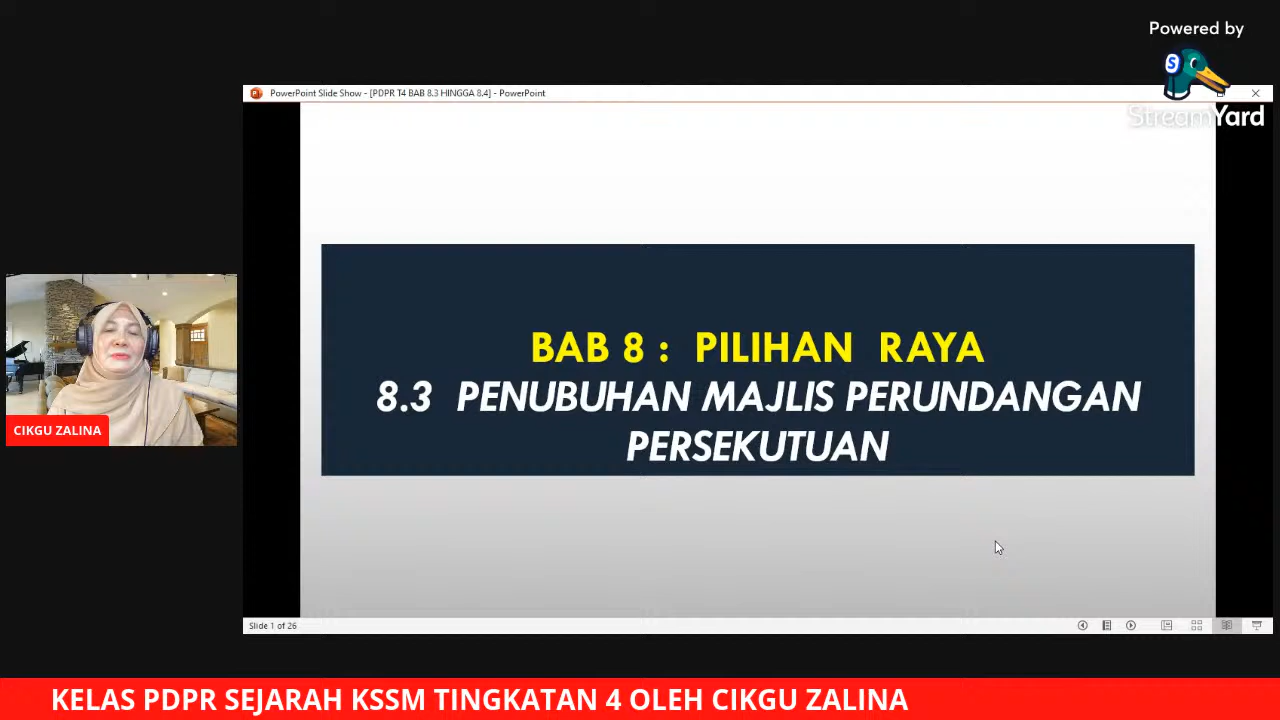 Powered by
StreamYard
PowerPoint Slide Show - [PDPR T4 BAB 8.3 HINGGA 8.4] - PowerPoint
BAB 8 : PILIHAN RAYA
8.3 PENUBUHAN MAJLIS PERUNDANGAN
PERSEKUTUAN
CIKGU ZALINA
Slide 1 of 26
KELAS PDPR SEJARAH KSSM TINGKATAN 4 OLEH CIKGU ZALINA